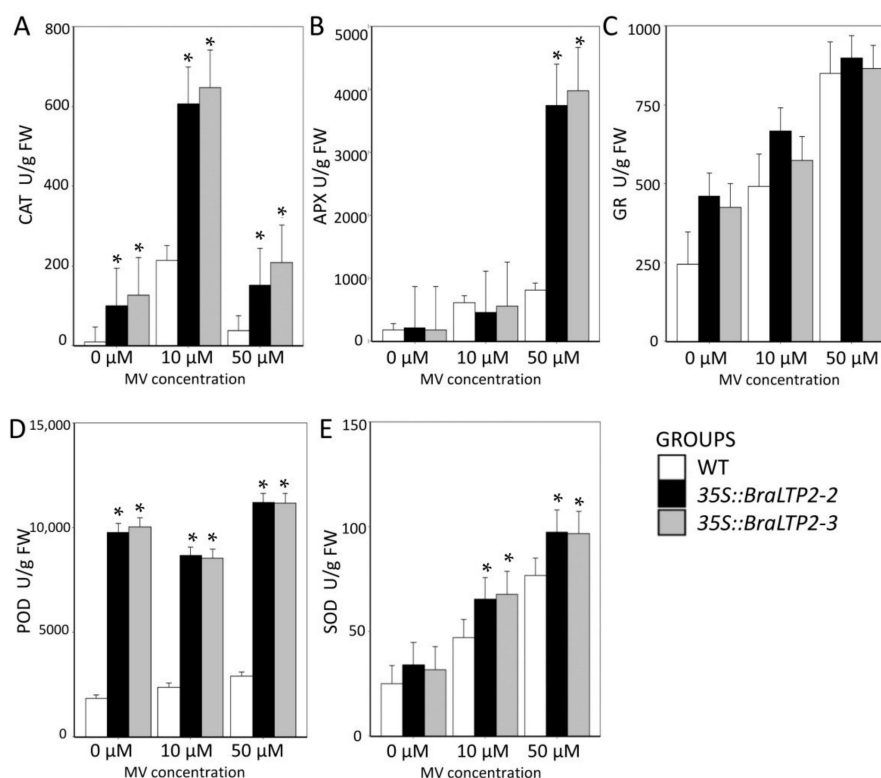 A
CAT U/g FW
800
600
400
200
0
* * * * * *
0 μM 10 μM 50 μM
MV concentration
B
APX U/g FW
5000
4000
3000
2000
1000
0
* *
0 μM 10 μM 50 μM
MV concentration
C
GR U/g FW
1000
750
500
250
0
0 μM 10 μM 50 μM
MV concentration
D
POD U/g FW
15,000
10,000
5000
0
* * * * * *
0 μM 10 μM 50 μM
MV concentration
E
SOD U/g FW
150
100
50
0
* * * *
0 μM 10 μM 50 μM
MV concentration
GROUPS
WT
35S::BraLTP2-2
35S::BraLTP2-3